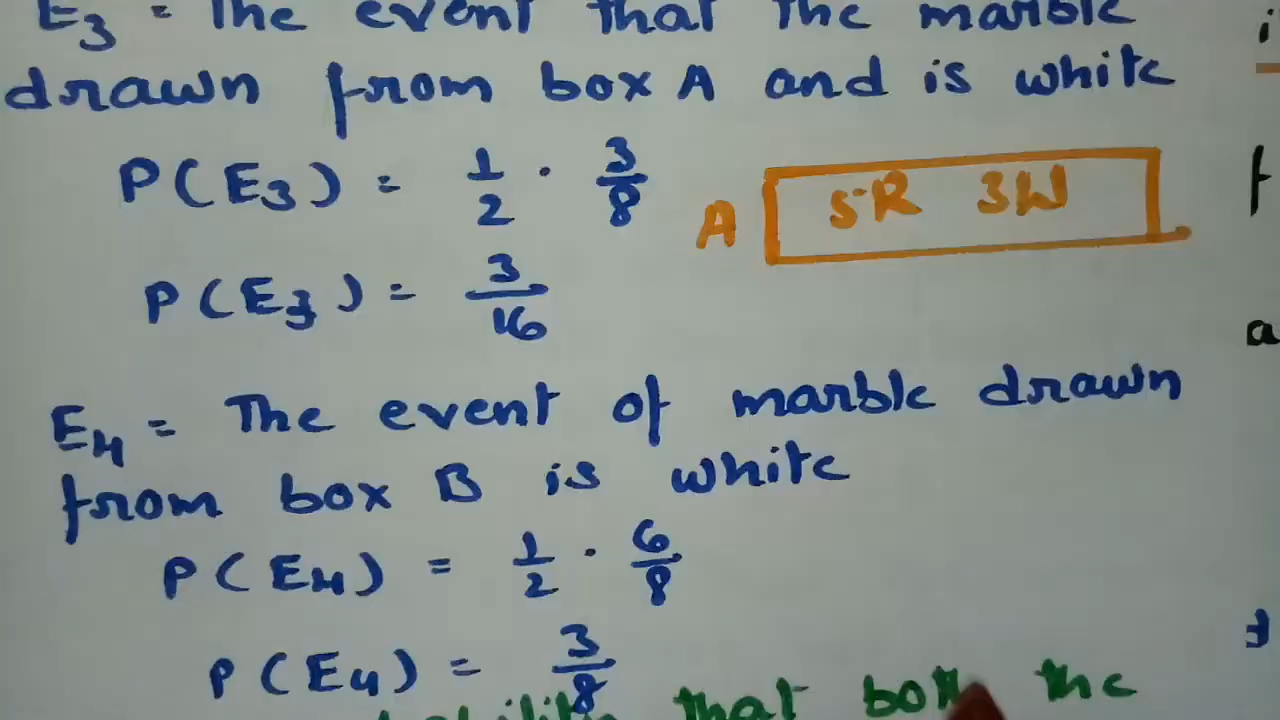 E3 = The event that the marble
drawn from box A and is white
P(E3) = 1/2 · 3/8
A 5R 3W
P(E3) = 3/16
E4 = The event of marble drawn
from box B is white
P(E4) = 1/2 · 6/8
P(E4) = 3/8
that both the